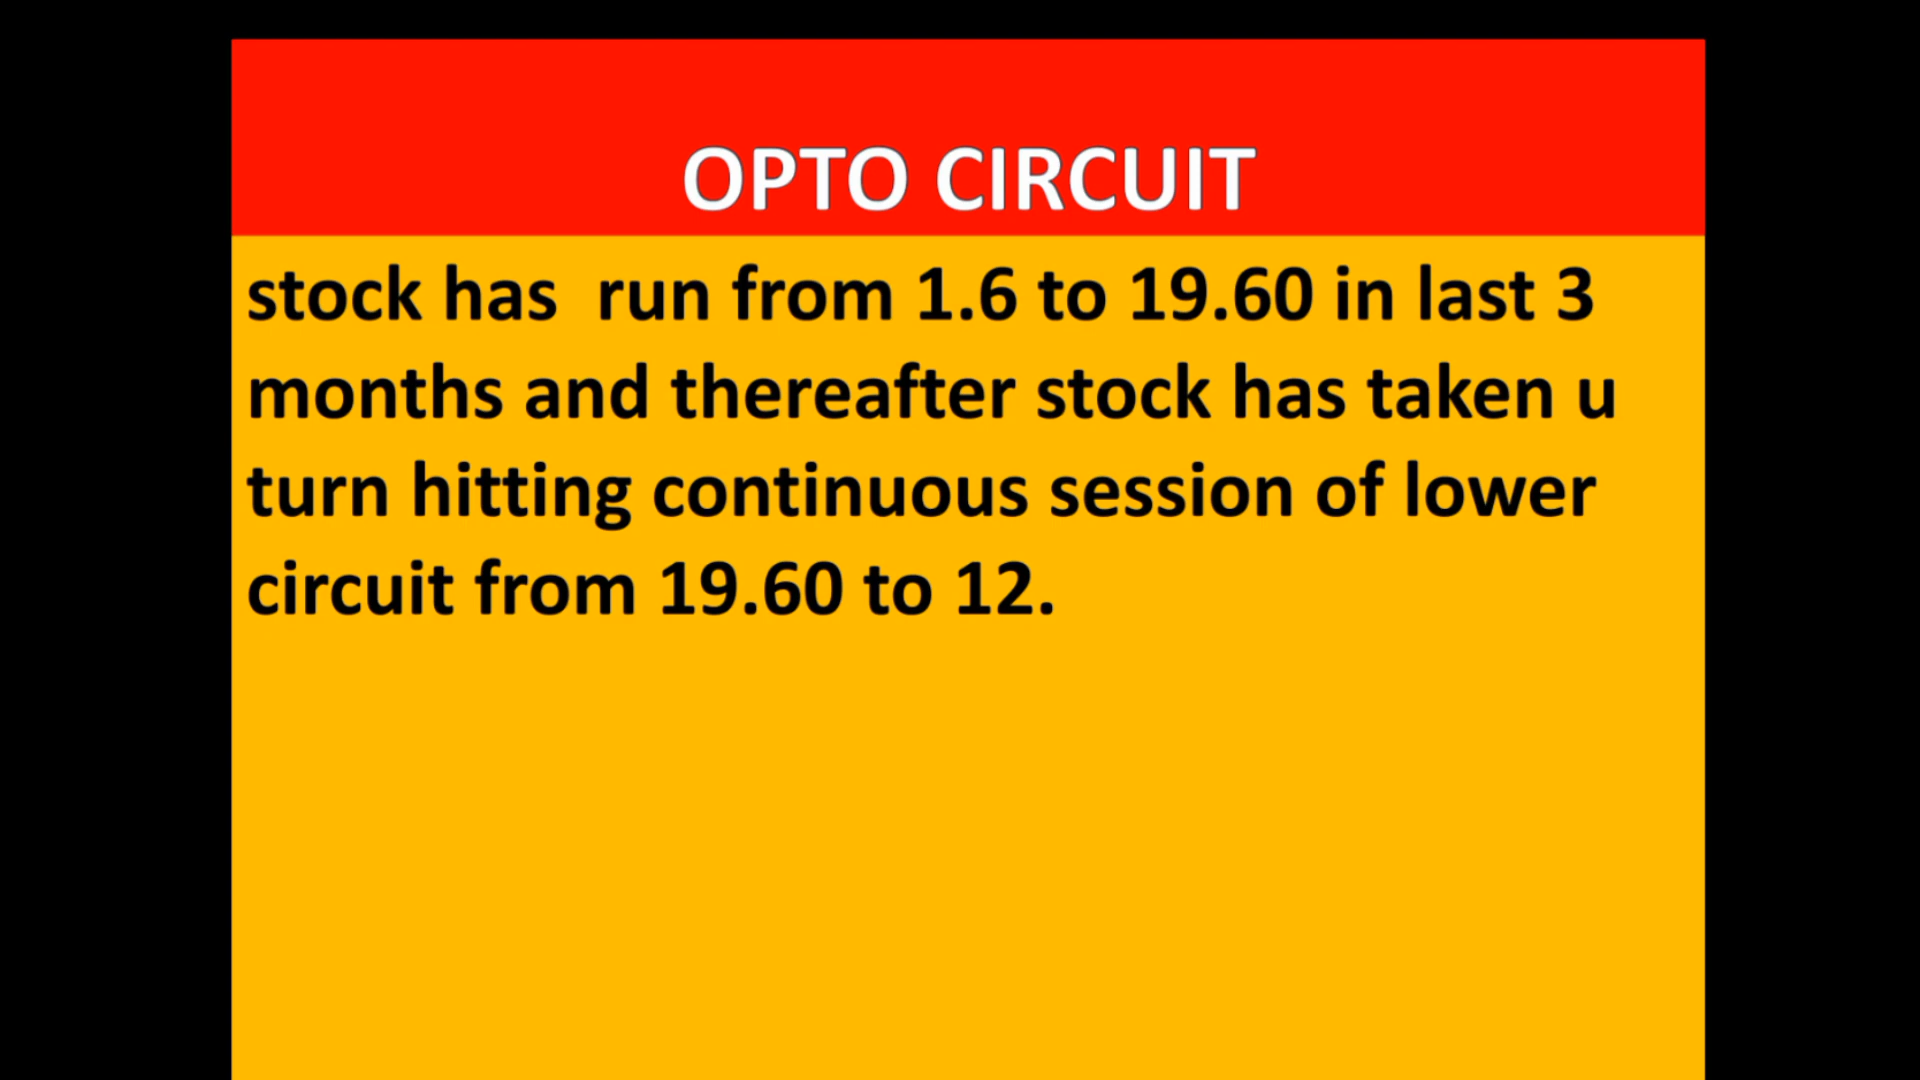 OPTO CIRCUIT
stock has  run from 1.6 to 19.60 in last 3
months and thereafter stock has taken u
turn hitting continuous session of lower
circuit from 19.60 to 12.